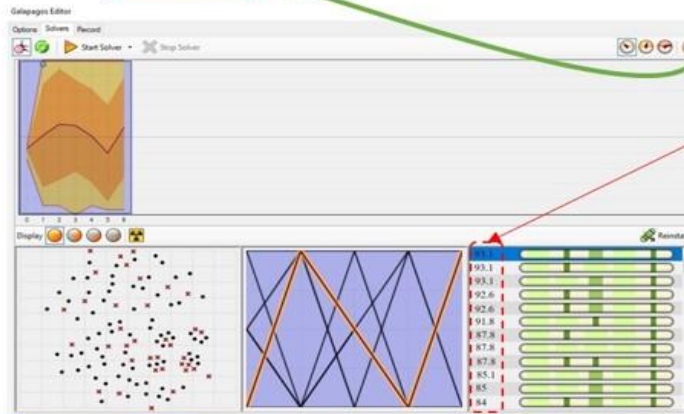 Galapagos Editor
Options Solvers Record
Start Solver Stop Solver
0 1 2 3 4 5 6
Display
93.1
93.1
93.1
92.6
92.6
91.8
87.8
87.8
87.8
85.1
85
84